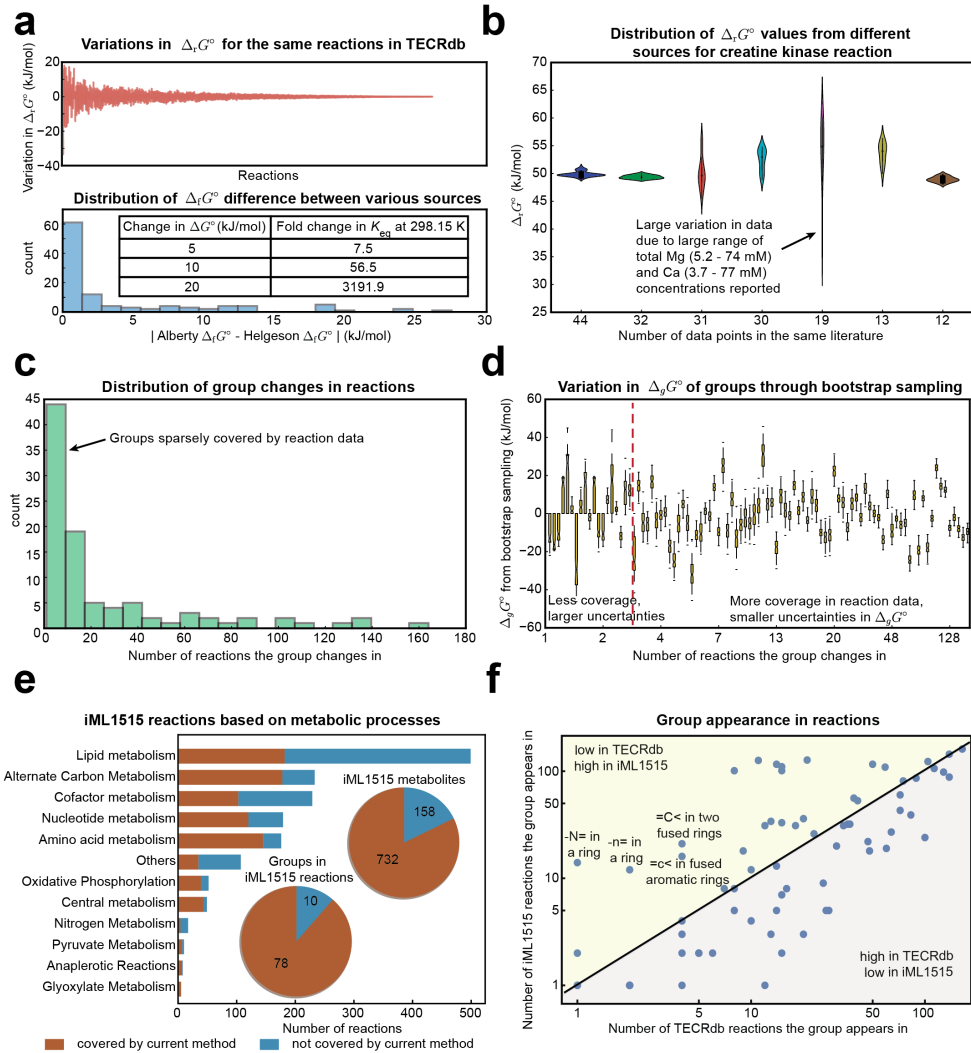 a
Variations in ΔrG° for the same reactions in TECRdb
Variation in ΔrG° (kJ/mol)
20
0
−20
−40
Reactions
Distribution of ΔfG° difference between various sources
count
60
40
20
0
Change in ΔG° (kJ/mol) Fold change in Keq at 298.15 K
5 7.5
10 56.5
20 3191.9
0 5 10 15 20 25 30
| Alberty ΔfG° - Helgeson ΔfG° | (kJ/mol)
b
Distribution of ΔrG° values from different
sources for creatine kinase reaction
ΔrG° (kJ/mol)
70
65
60
55
50
45
40
35
30
25
Large variation in data
due to large range of
total Mg (5.2 - 74 mM)
and Ca (3.7 - 77 mM)
concentrations reported
44 32 31 30 19 13 12
Number of data points in the same literature
c
Distribution of group changes in reactions
count
45
40
35
30
25
20
15
10
5
0
Groups sparsely covered by reaction data
0 20 40 60 80 100 120 140 160 180
Number of reactions the group changes in
d
Variation in ΔgG° of groups through bootstrap sampling
ΔgG° from bootstrap sampling (kJ/mol)
60
40
20
0
−20
−40
−60
Less coverage,
larger uncertainties
More coverage in reaction data,
smaller uncertainties in ΔgG°
1 2 4 7 13 20 48 128
Number of reactions the group changes in
e
iML1515 reactions based on metabolic processes
Lipid metabolism
Alternate Carbon Metabolism
Cofactor metabolism
Nucleotide metabolism
Amino acid metabolism
Others
Oxidative Phosphorylation
Central metabolism
Nitrogen Metabolism
Pyruvate Metabolism
Anaplerotic Reactions
Glyoxylate Metabolism
iML1515 metabolites
158
732
Groups in
iML1515 reactions
10
78
0 100 200 300 400 500
Number of reactions
covered by current method
not covered by current method
f
Group appearance in reactions
Number of iML1515 reactions the group appears in
100
50
10
5
1
low in TECRdb
high in iML1515
-N= in
a ring
-n= in
a ring
=C< in two
fused rings
=c< in fused
aromatic rings
high in TECRdb
low in iML1515
1 5 10 50 100
Number of TECRdb reactions the group appears in